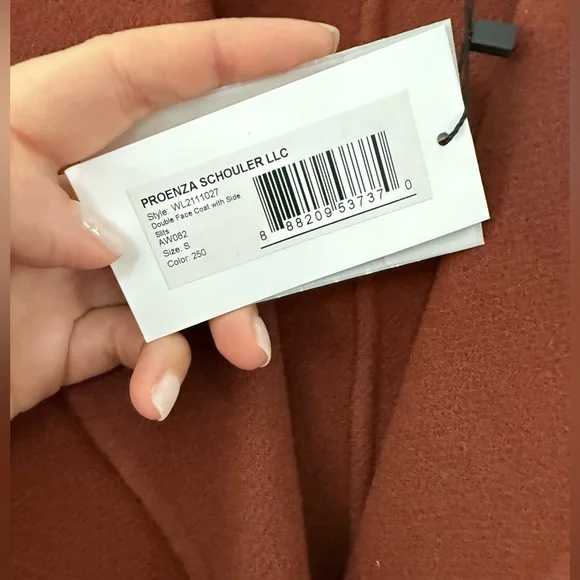 PROENZA SCHOULER LLC
Style: WL2111027
Double Face Coat with Side
Slits
AW082
Size: S
Color: 250
8 88209 53737 0